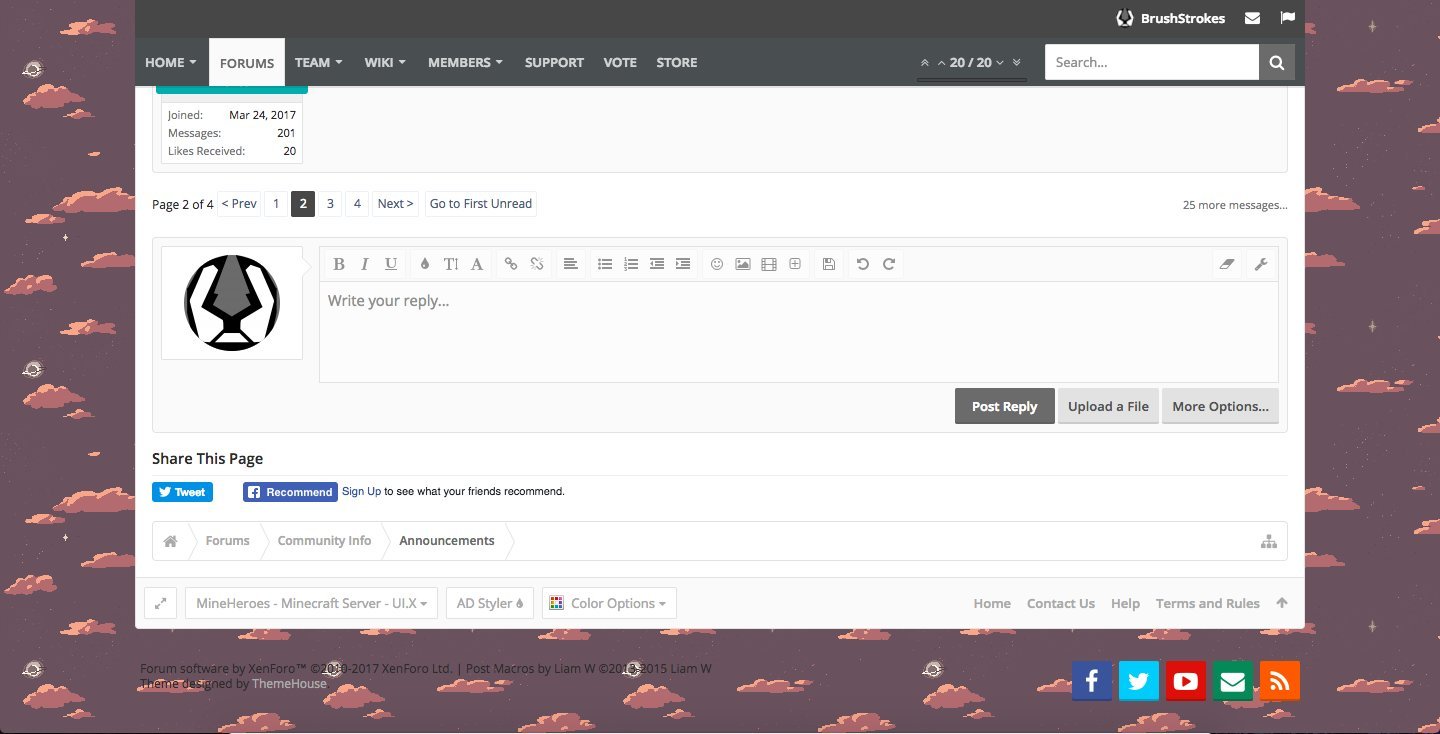 BrushStrokes
HOME FORUMS TEAM WIKI MEMBERS SUPPORT VOTE STORE 20 / 20 Search...
Joined: Mar 24, 2017
Messages: 201
Likes Received: 20
Page 2 of 4 < Prev 1 2 3 4 Next > Go to First Unread 25 more messages...
B I U T A
Write your reply...
Post Reply Upload a File More Options...
Share This Page
Tweet Recommend Sign Up to see what your friends recommend.
Forums Community Info Announcements
MineHeroes - Minecraft Server - UI.X AD Styler Color Options Home Contact Us Help Terms and Rules
Forum software by XenForo™ ©2010-2017 XenForo Ltd. | Post Macros by Liam W ©2013-2015 Liam W
Theme designed by ThemeHouse.